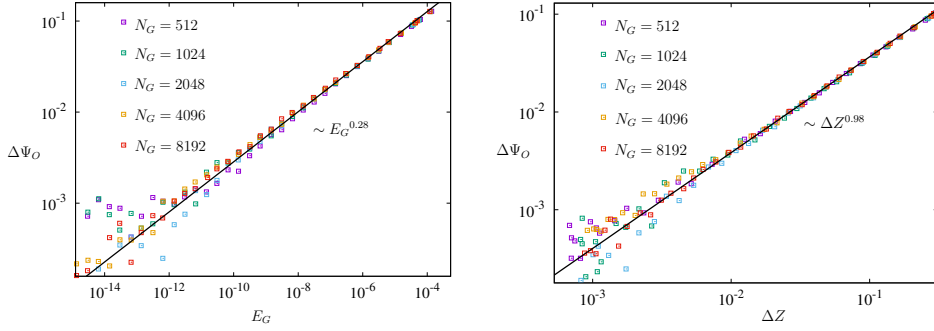 10^{-1}
10^{-2}
10^{-3}
ΔΨ_O
N_G = 512
N_G = 1024
N_G = 2048
N_G = 4096
N_G = 8192
∼ E_G^{0.28}
10^{-14} 10^{-12} 10^{-10} 10^{-8} 10^{-6} 10^{-4}
E_G
10^{-1}
10^{-2}
10^{-3}
ΔΨ_O
N_G = 512
N_G = 1024
N_G = 2048
N_G = 4096
N_G = 8192
∼ ΔZ^{0.98}
10^{-3} 10^{-2} 10^{-1}
ΔZ